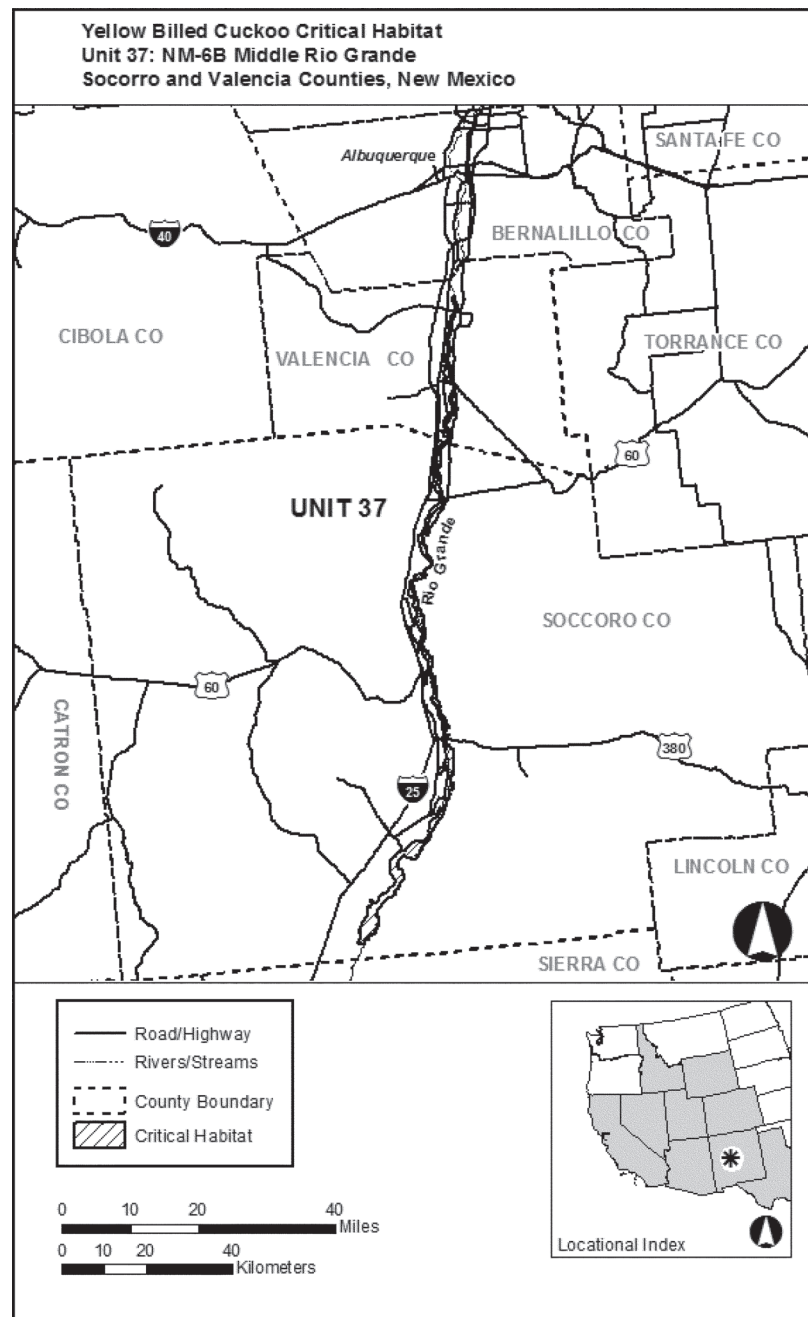 Yellow Billed Cuckoo Critical Habitat
Unit 37: NM-6B Middle Rio Grande
Socorro and Valencia Counties, New Mexico
SANTA FE CO
Albuquerque
40
BERNALILLO CO
CIBOLA CO
VALENCIA CO
TORRANCE CO
60
UNIT 37
Rio Grande
SOCCORO CO
60
CATRON CO
380
25
LINCOLN CO
SIERRA CO
Road/Highway
Rivers/Streams
County Boundary
Critical Habitat
0 10 20 40
Miles
0 10 20 40
Kilometers
Locational Index